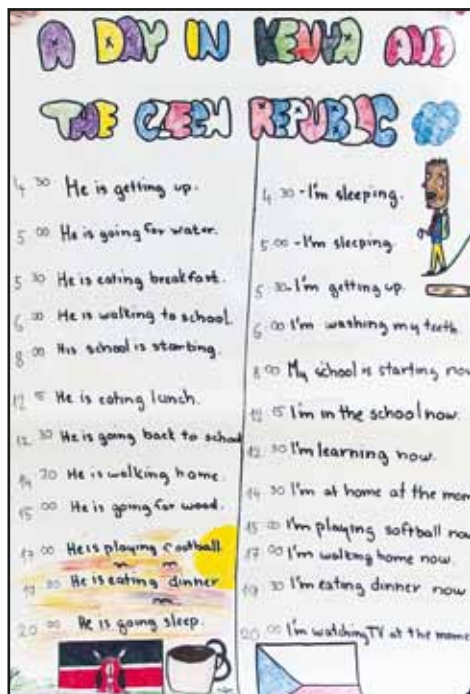 A DAY IN KENYA AND
THE CZECH REPUBLIC
4 30 He is getting up.
5 00 He is going for water.
5 30 He is eating breakfast.
6 00 He is walking to school.
8 00 His school is starting.
12 15 He is eating lunch.
12 30 He is going back to school
14 30 He is walking home.
15 00 He is going for wood.
17 00 He is playing football
19 30 He is eating dinner
20 00 He is going sleep.
4 30 - I'm sleeping.
5 00 - I'm sleeping
5 30 - I'm getting up.
6 00 I'm washing my teeth
8 00 My school is starting now
12 15 I'm in the school now.
12 30 I'm learning now.
14 30 I'm at home at the mom
15 00 I'm playing softball now
17 00 I'm walking home now.
19 30 I'm eating dinner now
20 00 I'm watching TV at the mome